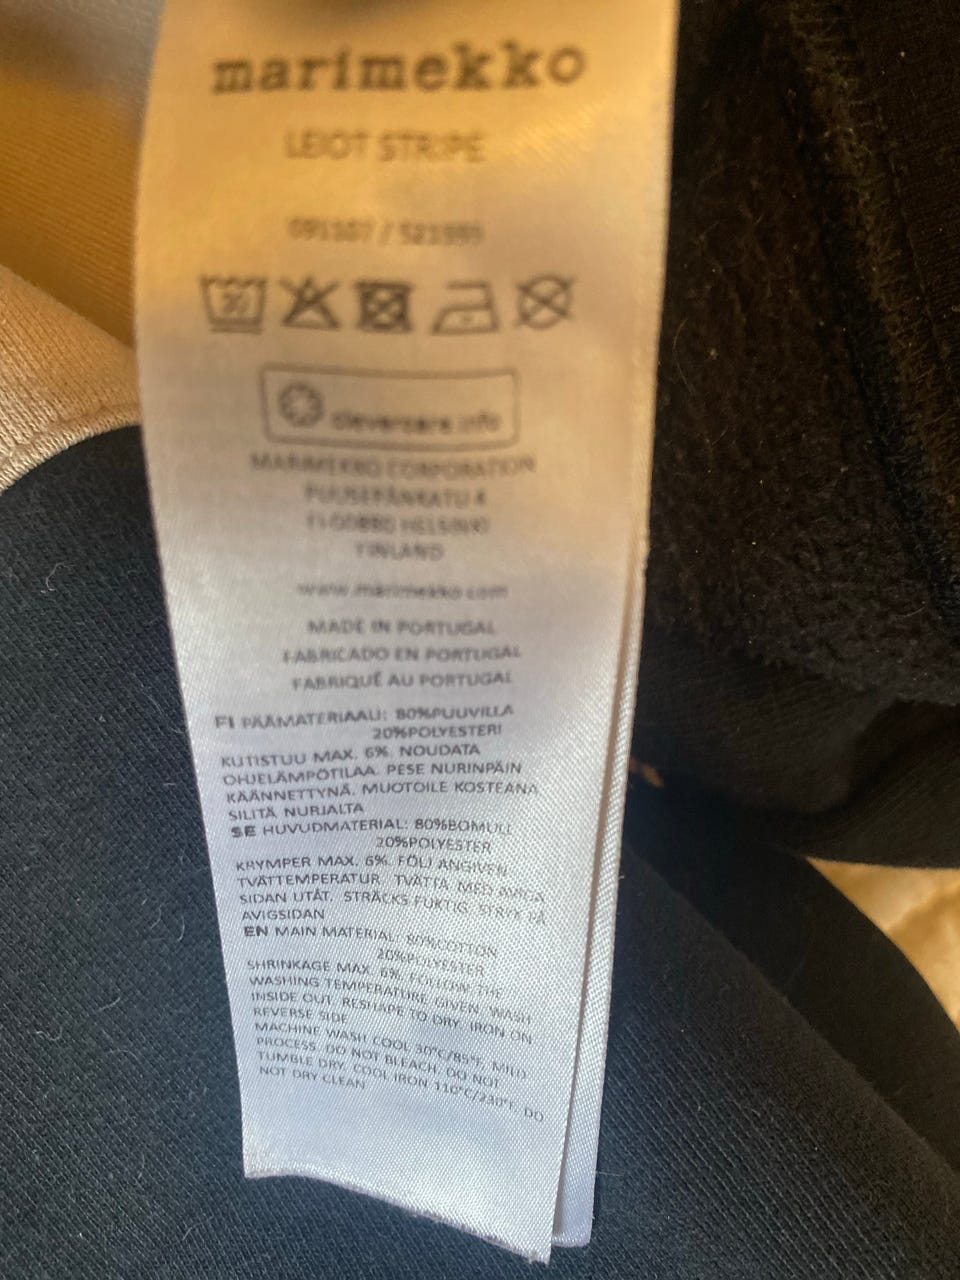 marimekko
LEIOT STRIPE
091107 /
30
clevercare.info
MARIMEKKO CORPORATION
PUUSEPÄNKATU 4
FI-00880 HELSINKI
FINLAND
www.marimekko.com
MADE IN PORTUGAL
FABRICADO EN PORTUGAL
FABRIQUÉ AU PORTUGAL
FI PÄÄMATERIAALI: 80%PUUVILLA
20%POLYESTERI
KUTISTUU MAX. 6%. NOUDATA
OHJELÄMPÖTILAA. PESE NURINPÄIN
KÄÄNNETTYNÄ. MUOTOILE KOSTEANA
SILITÄ NURJALTA
SE HUVUDMATERIAL: 80%BOMULL
20%POLYESTER
KRYMPER MAX. 6%. FÖLJ ANGIVEN
TVÄTTEMPERATUR. TVÄTTA MED AVIGA
SIDAN UTÅT. STRÄCKS FUKTIG. STRYK PÅ
AVIGSIDAN
EN MAIN MATERIAL: 80%COTTON
20%POLYESTER
SHRINKAGE MAX. 6%. FOLLOW THE
WASHING TEMPERATURE GIVEN. WASH
INSIDE OUT. RESHAPE TO DRY. IRON ON
REVERSE SIDE
MACHINE WASH COOL 30°C/85°F, MILD
PROCESS. DO NOT BLEACH. DO NOT
TUMBLE DRY. COOL IRON 110°C/230°F. DO
NOT DRY CLEAN